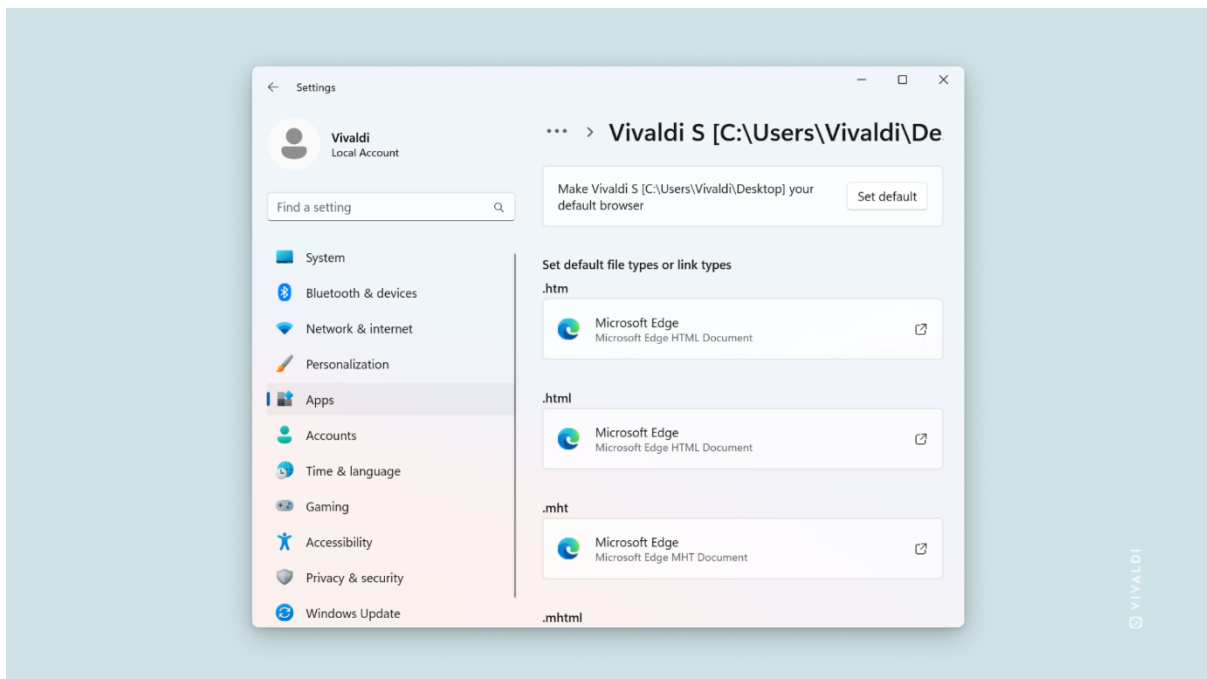 Settings
Vivaldi
Local Account
Find a setting
System
Bluetooth & devices
Network & internet
Personalization
Apps
Accounts
Time & language
Gaming
Accessibility
Privacy & security
Windows Update
··· > Vivaldi S [C:\Users\Vivaldi\De
Make Vivaldi S [C:\Users\Vivaldi\Desktop] your
default browser
Set default
Set default file types or link types
.htm
Microsoft Edge
Microsoft Edge HTML Document
.html
Microsoft Edge
Microsoft Edge HTML Document
.mht
Microsoft Edge
Microsoft Edge MHT Document
.mhtml
VIVALDI